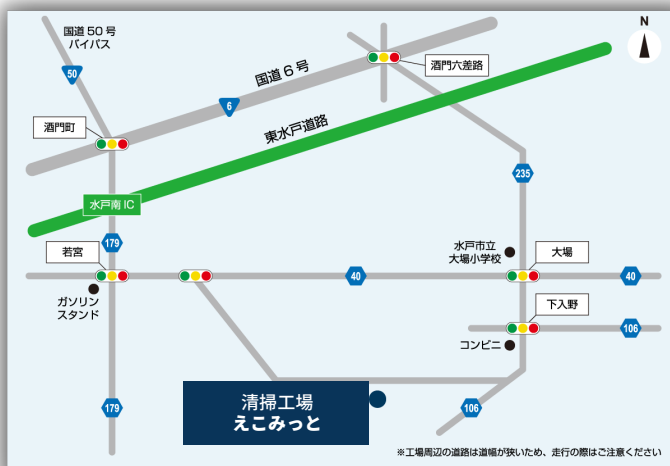 国道50号
バイパス
50
国道6号
6
酒門六差路
N
酒門町
東水戸道路
235
水戸南IC
179
若宮
水戸市立
大場小学校
大場
40
40
ガソリン
スタンド
下入野
106
コンビニ
清掃工場
えこみっと
179
106
※工場周辺の道路は道幅が狭いため、走行の際はご注意ください